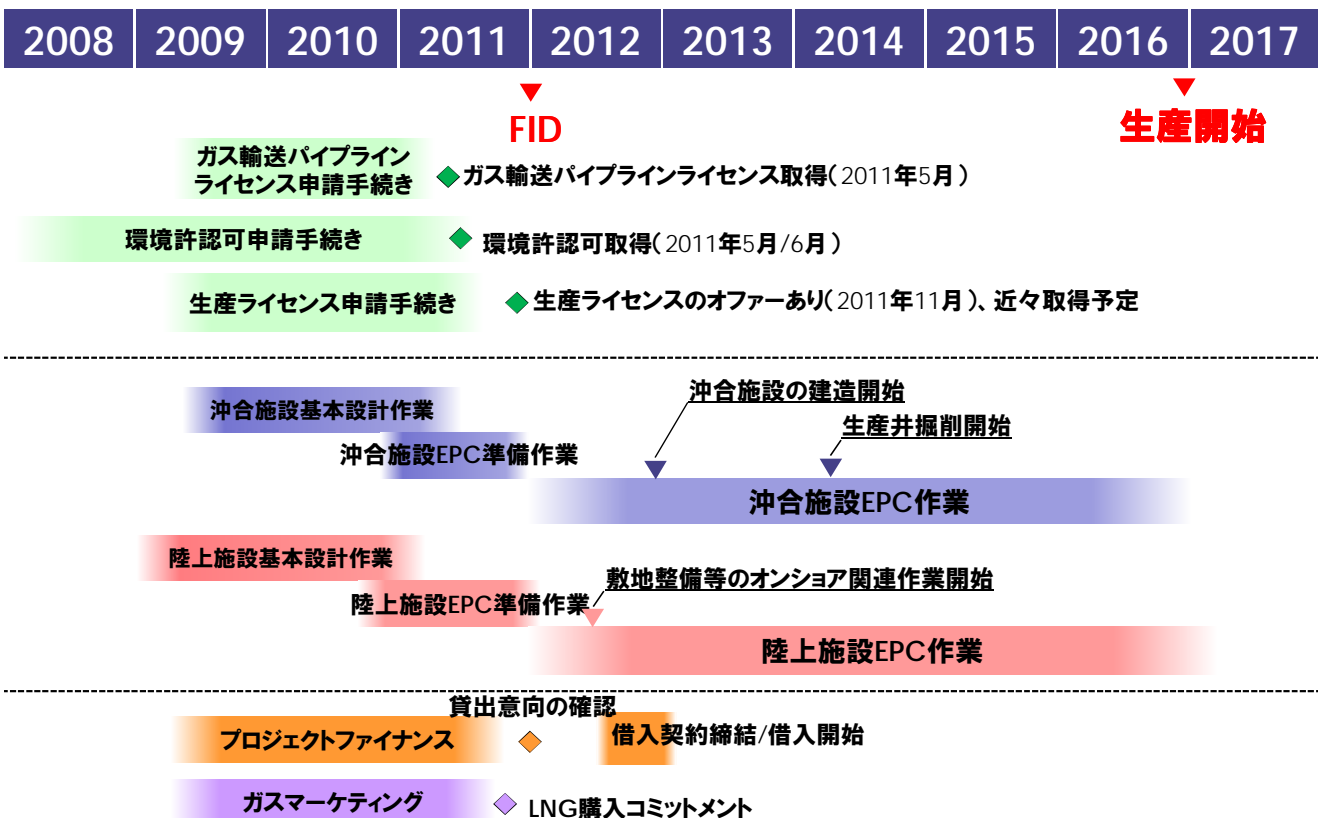 2008 2009 2010 2011 2012 2013 2014 2015 2016 2017
FID
生産開始
ガス輸送パイプライン
ライセンス申請手続き
ガス輸送パイプラインライセンス取得(2011年5月)
環境許認可申請手続き
環境許認可取得(2011年5月/6月)
生産ライセンス申請手続き
生産ライセンスのオファーあり(2011年11月)、近々取得予定
沖合施設の建造開始
沖合施設基本設計作業
生産井掘削開始
沖合施設EPC準備作業
沖合施設EPC作業
陸上施設基本設計作業
敷地整備等のオンショア関連作業開始
陸上施設EPC準備作業
陸上施設EPC作業
貸出意向の確認
プロジェクトファイナンス
借入契約締結/借入開始
ガスマーケティング
LNG購入コミットメント